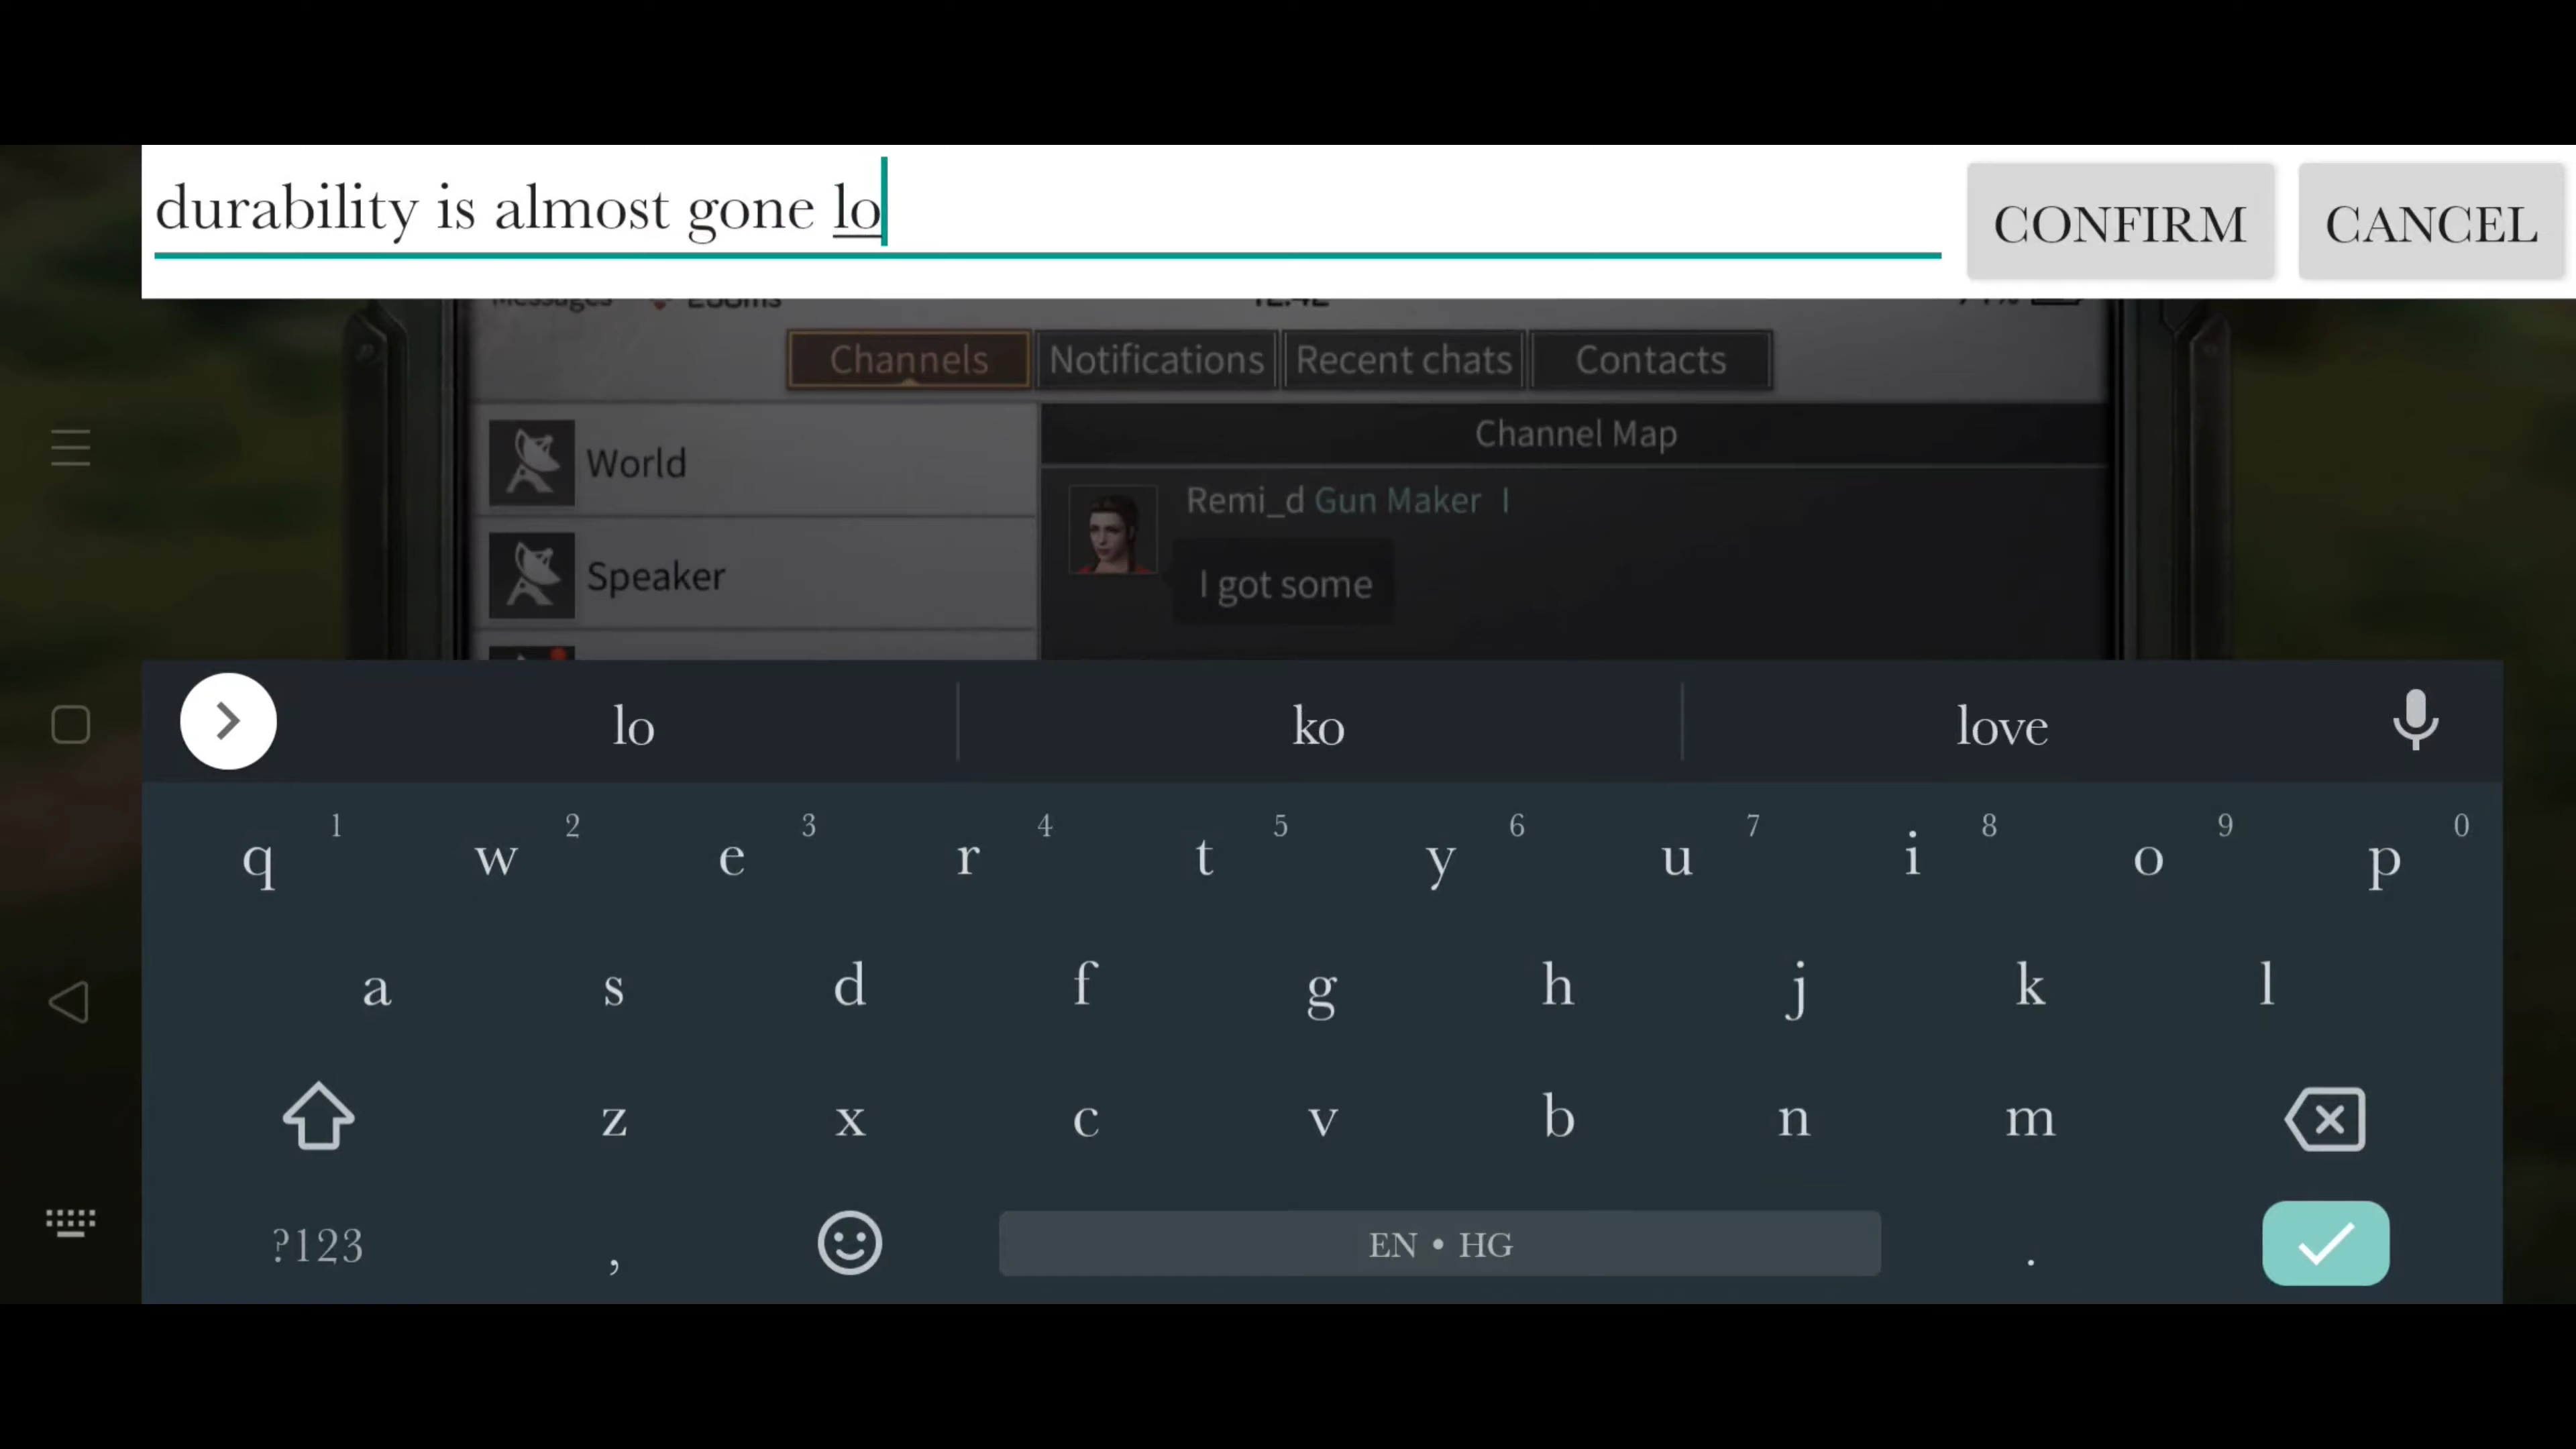 durability is almost gone lo
CONFIRM
CANCEL
Messages
Channels
Notifications
Recent chats
Contacts
World
Channel Map
Remi_d Gun Maker I
Speaker
I got some
lo
ko
love
q 1 w 2 e 3 r 4 t 5 y 6 u 7 i 8 o 9 p 0
a s d f g h j k l
z x c v b n m
?123 , EN • HG .